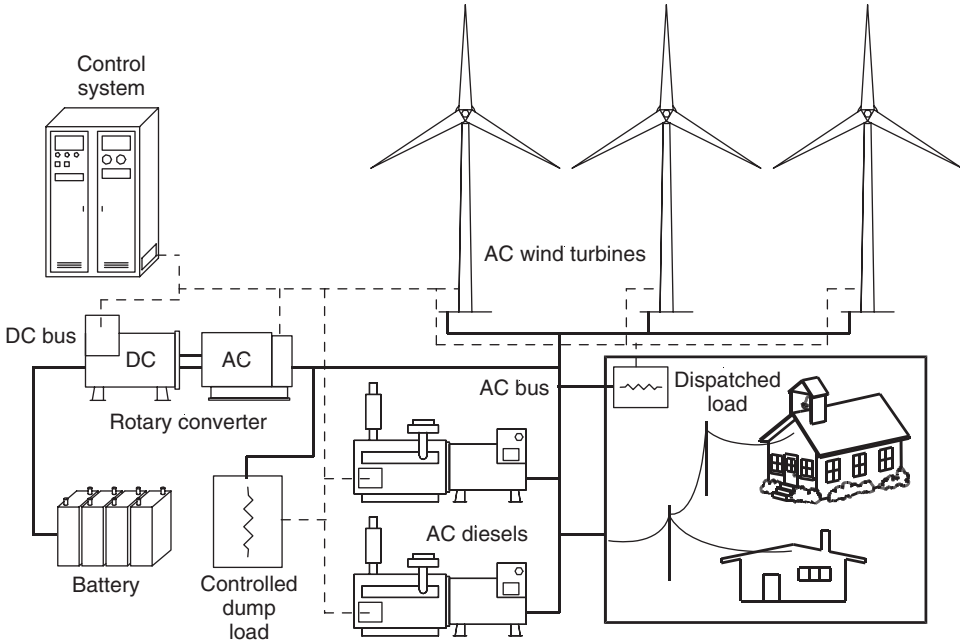 Control
system
AC wind turbines
DC bus
DC
AC
Rotary converter
AC bus
Dispatched
load
AC diesels
Battery
Controlled
dump
load